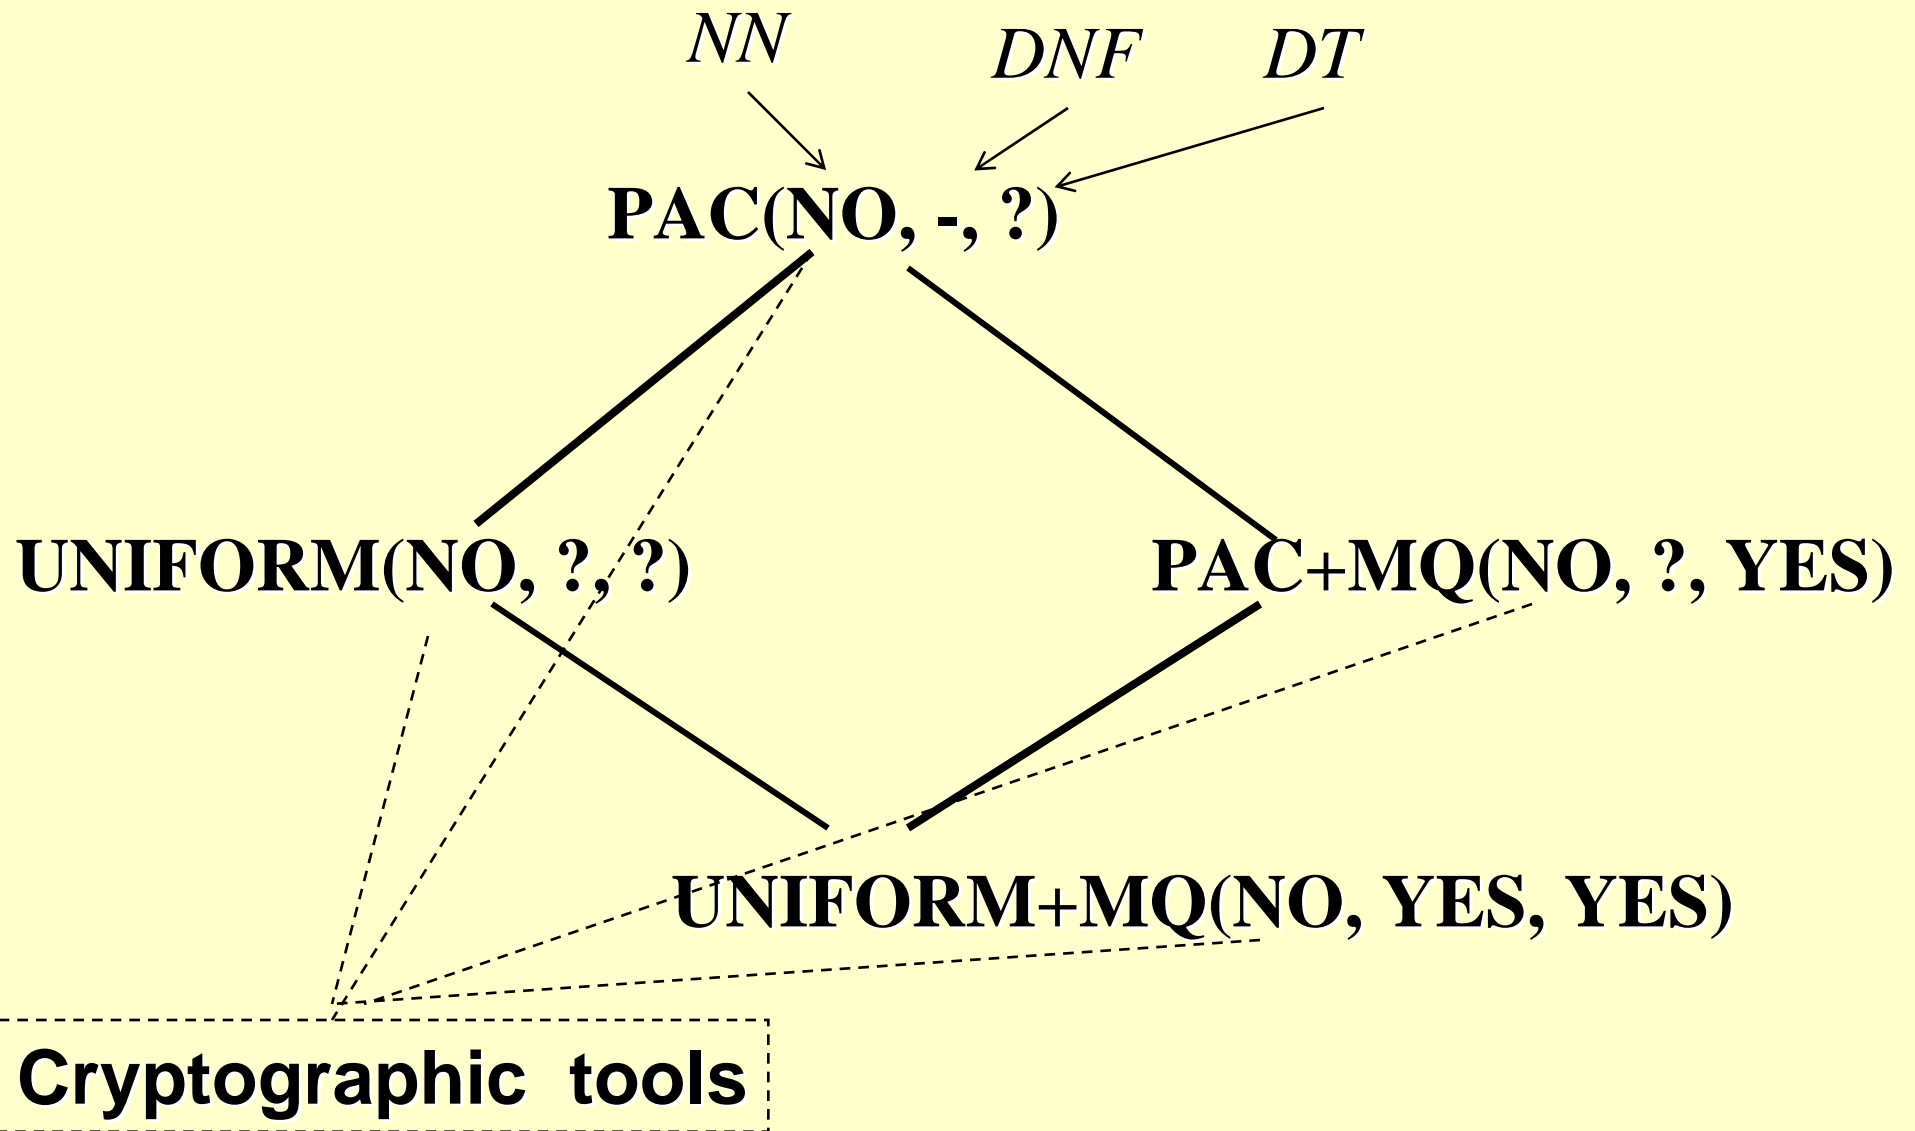 NN DNF DT
PAC(NO, -, ?)
UNIFORM(NO, ?, ?) PAC+MQ(NO, ?, YES)
UNIFORM+MQ(NO, YES, YES)
Cryptographic tools